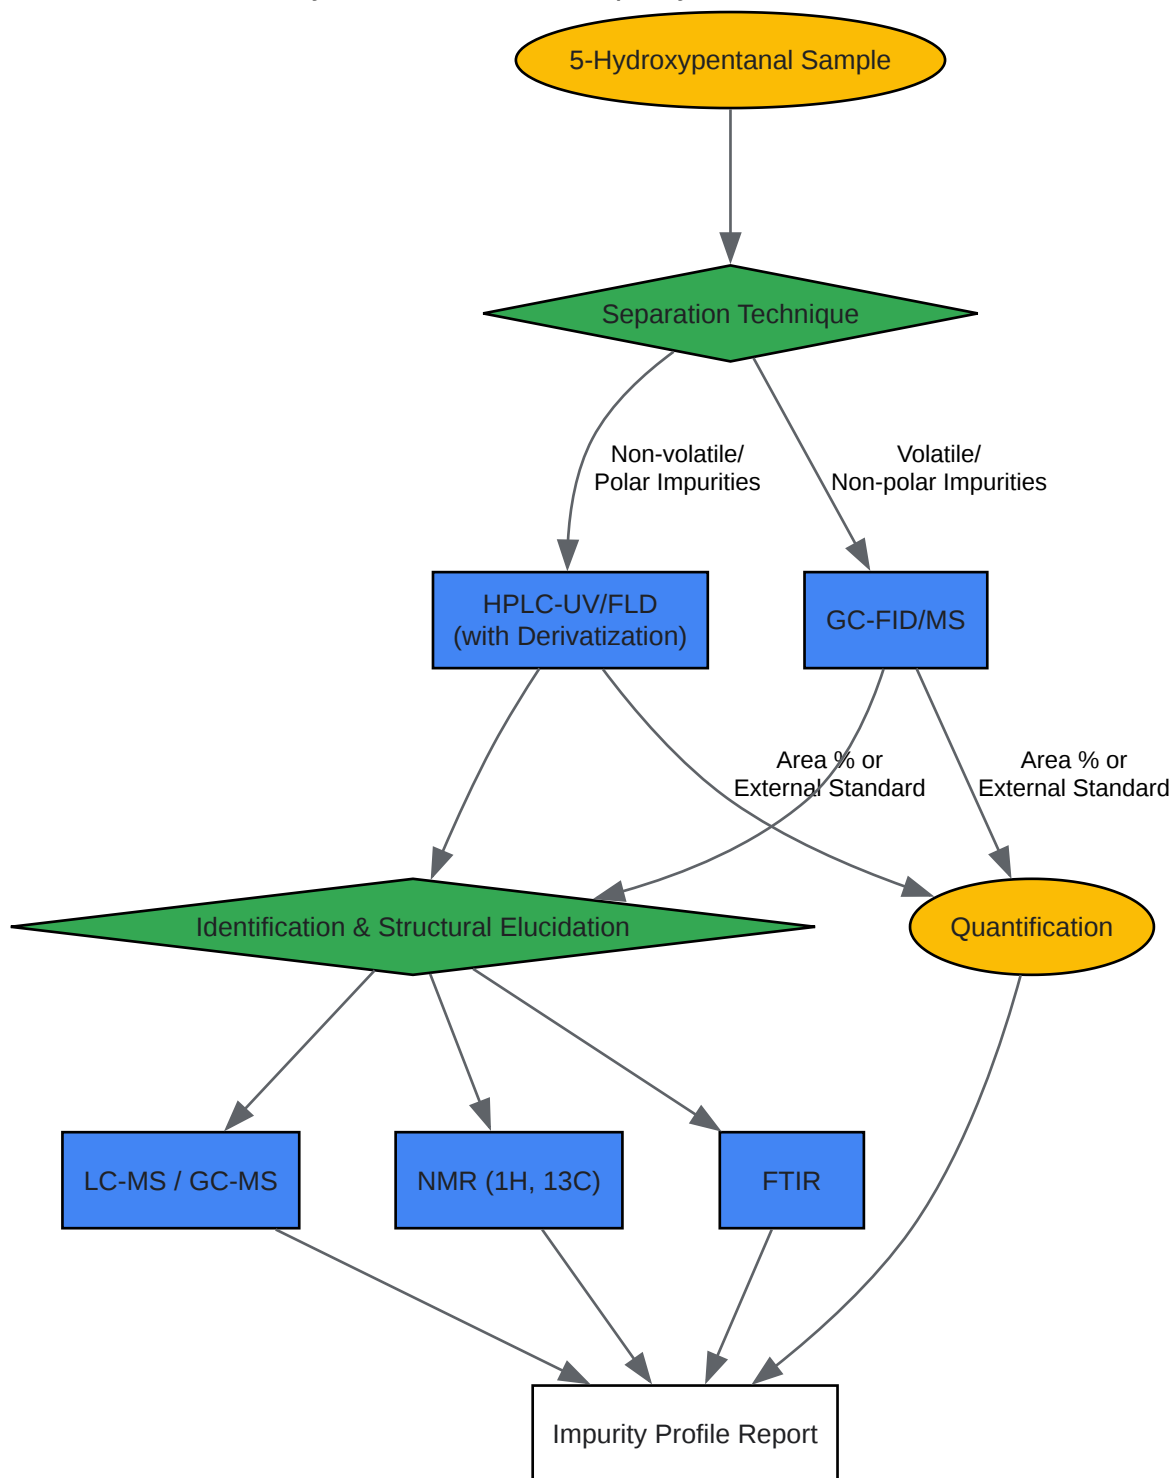 5-Hydroxypentanal Sample
Separation Technique
Non-volatile/
Polar Impurities
Volatile/
Non-polar Impurities
HPLC-UV/FLD
(with Derivatization)
GC-FID/MS
Area % or
External Standard
Area % or
External Standard
Identification & Structural Elucidation
Quantification
LC-MS / GC-MS
NMR (1H, 13C)
FTIR
Impurity Profile Report